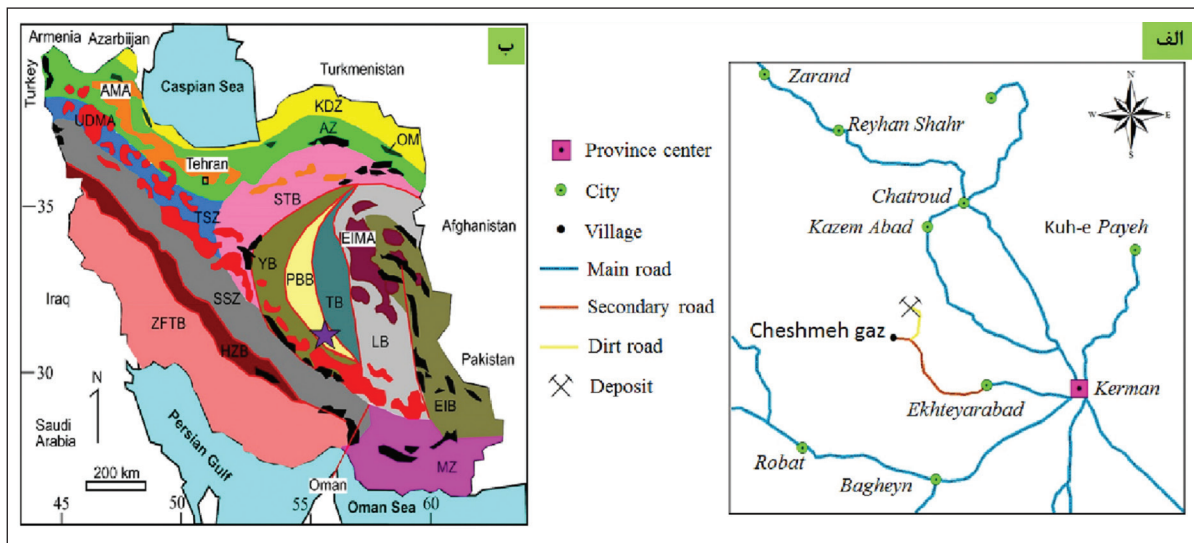 ب
Armenia
Azarbiijan
Turkey
Caspian Sea
Turkmenistan
AMA
UDMA
KDZ
AZ
OM
Tehran
STB
35
TSZ
Afghanistan
EIMA
YB
PBB
TB
SSZ
Iraq
ZFTB
HZB
LB
Pakistan
30
N
EIB
Saudi
Arabia
Persian Gulf
MZ
200 km
Oman
Oman Sea
45
50
55
60
Province center
City
Village
Main road
Secondary road
Dirt road
Deposit
الف
Zarand
N
W
E
S
Reyhan Shahr
Chatroud
Kazem Abad
Kuh-e Payeh
Cheshmeh gaz
Kerman
Ekhteyarabad
Robat
Bagheyn